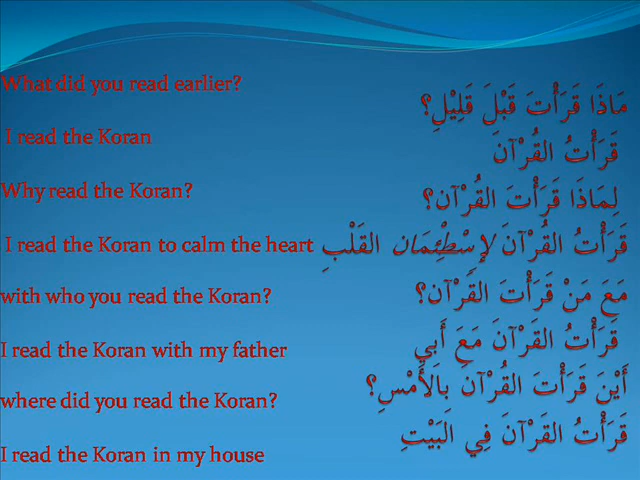 What did you read earlier?
مَاذَا قَرَأْتَ قَبْلَ قَلِيْلِ؟
I read the Koran
قَرَأْتُ القُرْآنَ
Why read the Koran?
لِمَاذَا قَرَأْتَ القُرْآن؟
I read the Koran to calm the heart
قَرَأْتُ القُرْآنَ لإِسْطِئْمَان القَلْبِ
with who you read the Koran?
مَعَ مَنْ قَرَأْتَ القَرْآن؟
I read the Koran with my father
قَرَأْتُ القَرْآنَ مَعَ أَبي
where did you read the Koran?
أَيْنَ قَرَأْتَ القُرْآنَ بِالأَمْسِ؟
I read the Koran in my house
قَرَأْتُ القَرْآنَ فِي البَيْتِ